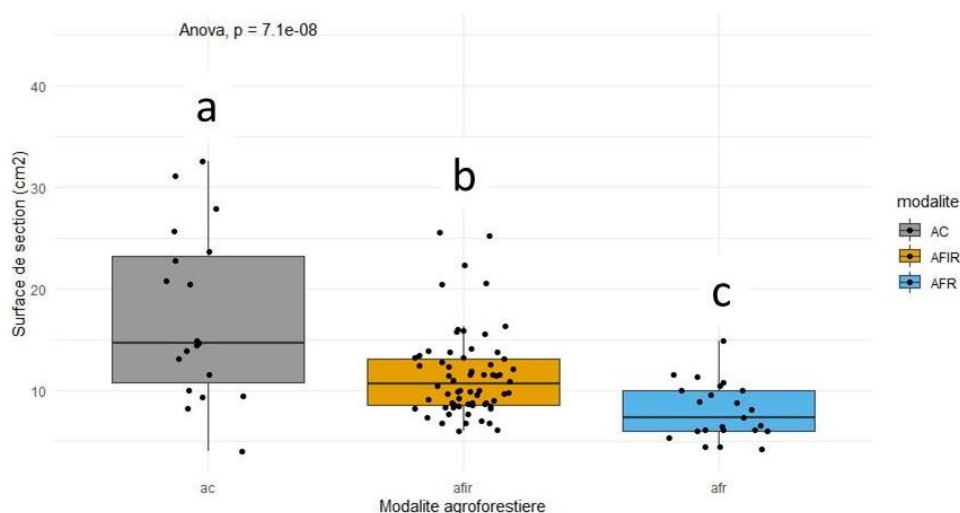 Anova, p = 7.1e-08
40
a
b
30
20
c
10
Surface de section (cm2)
ac
afir
afr
Modalite agroforestiere
modalite
AC
AFIR
AFR